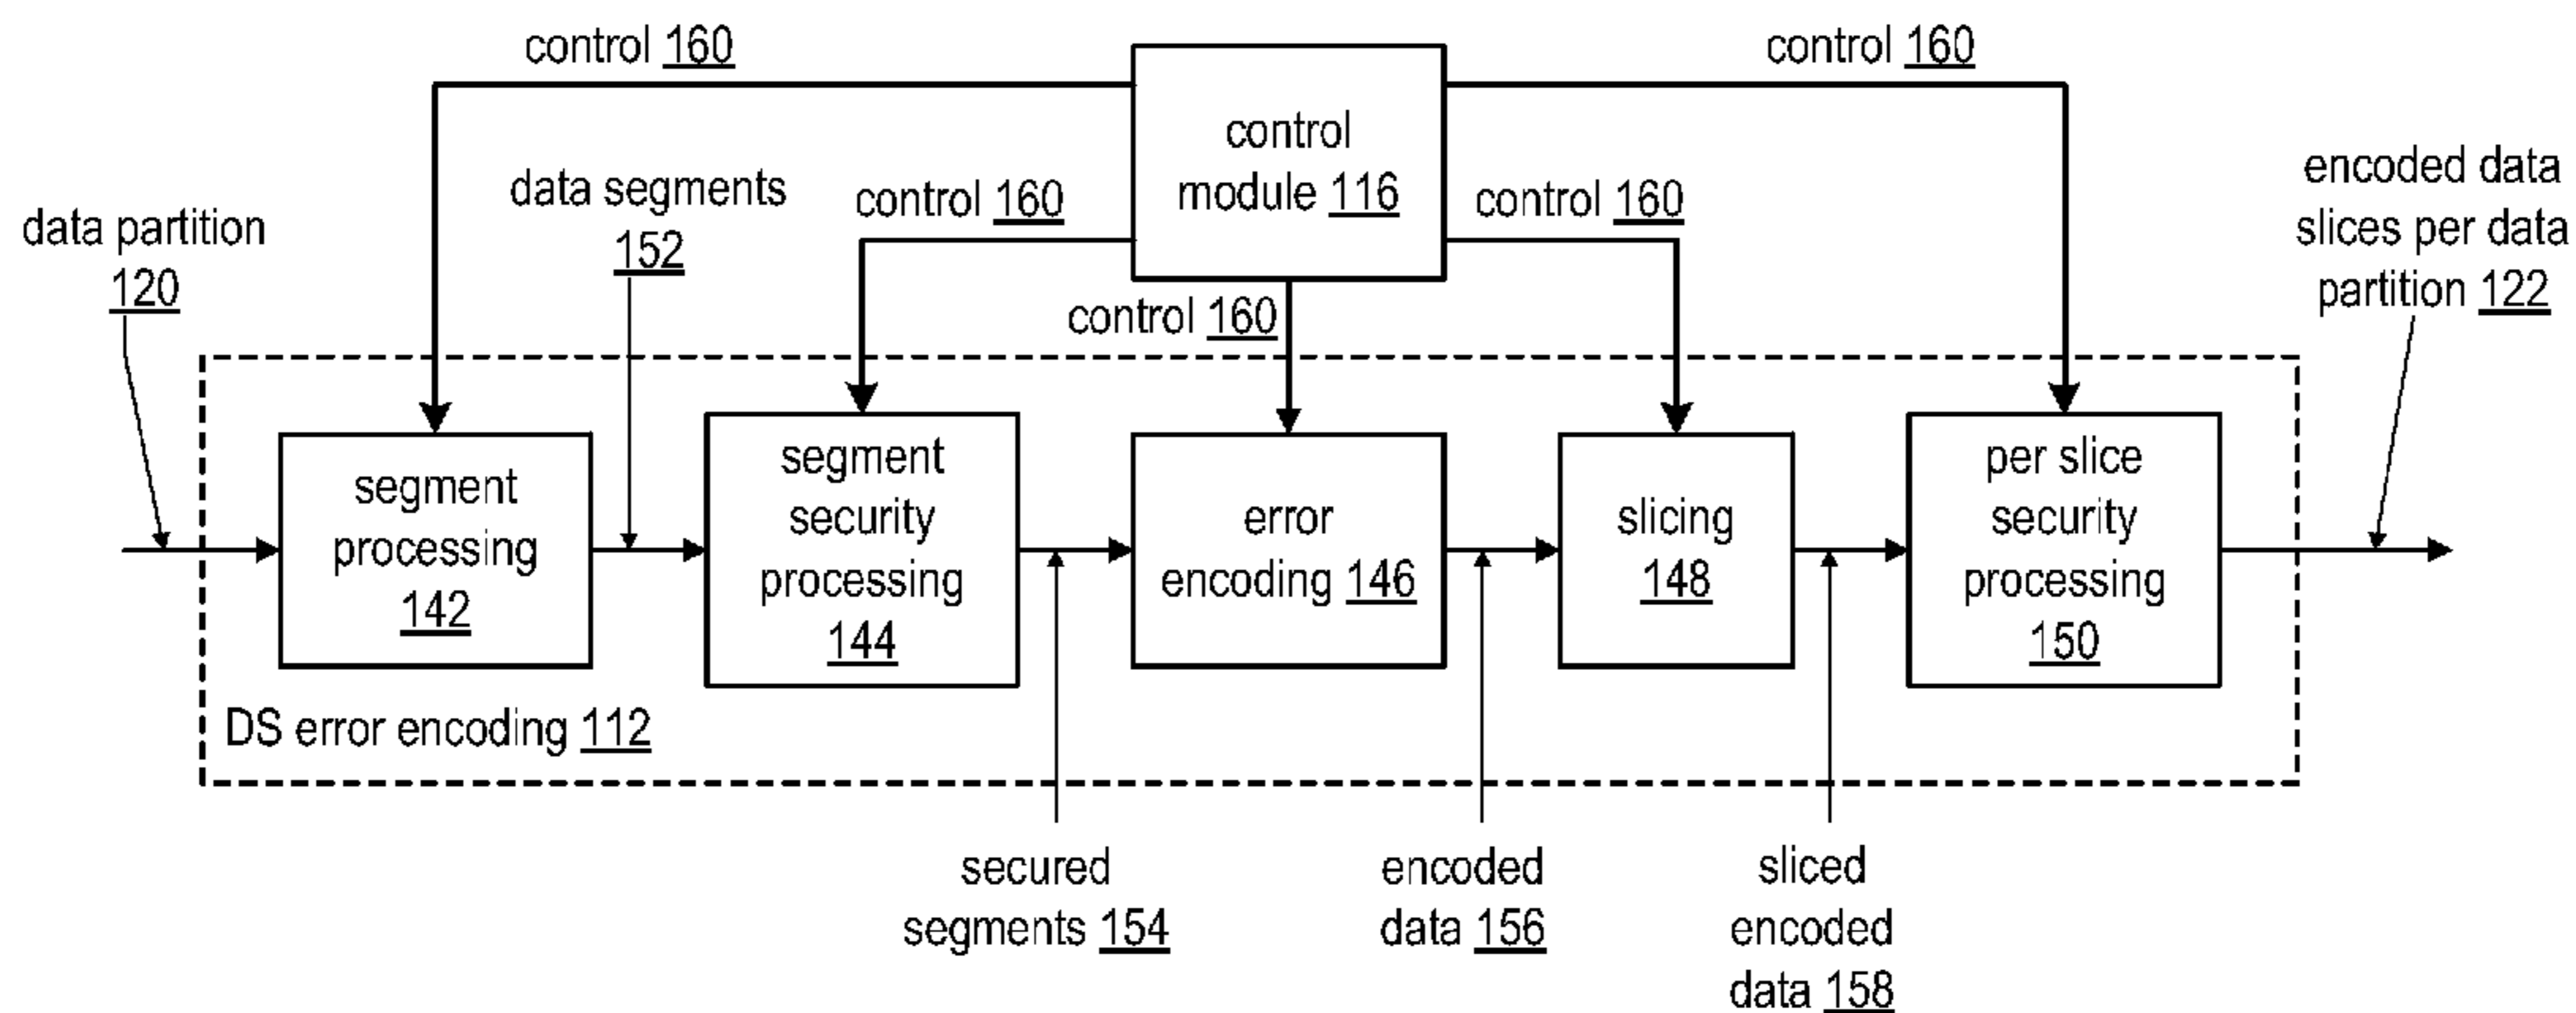 control 160
control 160
control
module 116
data segments
152
control 160
control 160
control 160
data partition
120
encoded data
slices per data
partition 122
segment
processing
142
segment
security
processing
144
error
encoding 146
slicing
148
per slice
security
processing
150
DS error encoding 112
secured
segments 154
encoded
data 156
sliced
encoded
data 158